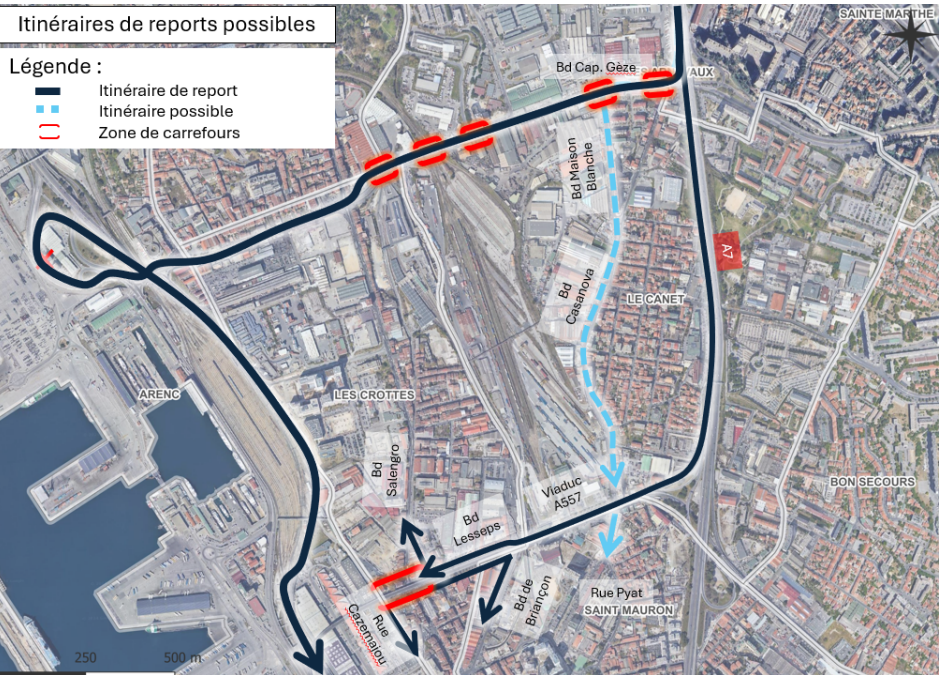 Itinéraires de reports possibles
Légende :
Itinéraire de report
Itinéraire possible
Zone de carrefours
SAINTE MARTHE
Bd Cap. Gèze
AUX
Bd Maison
Blanche
A7
Bd
Casanova
LE CANET
ARENC
LES CROTTES
Bd
Salengro
Viaduc
A557
Bd
Lesseps
BON SECOURS
Bd de
Briançon
Rue Pyat
SAINT MAURON
Rue
Cazemajou
250
500 m